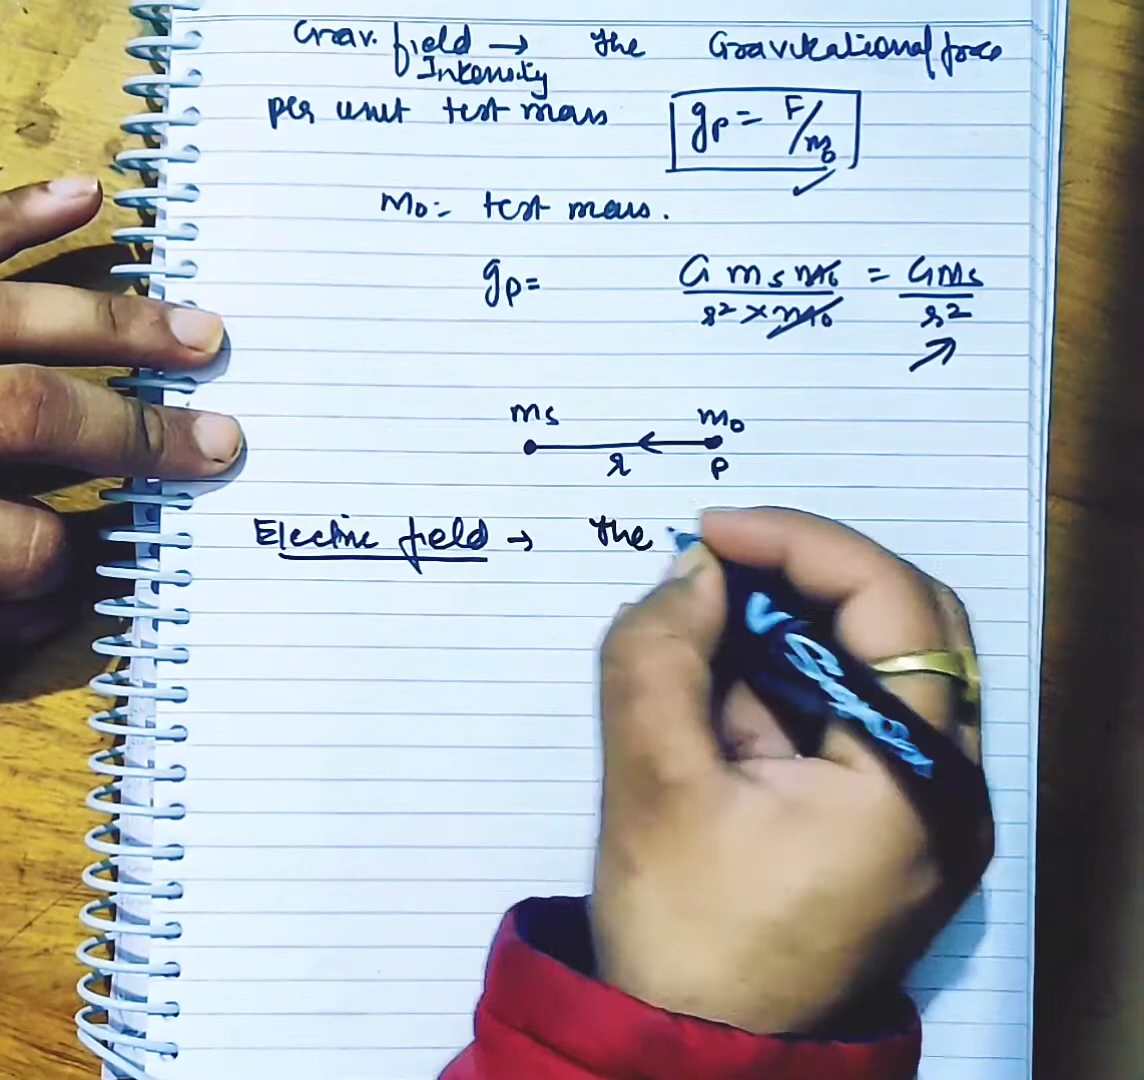 Grav. field → the Gravitational force
Intensity
per unit test mass gp = F/m0
m0 = test mass.
gp = G ms m0 / r² × m0 = G Ms / r²
ms m0
r P
Electric field → the